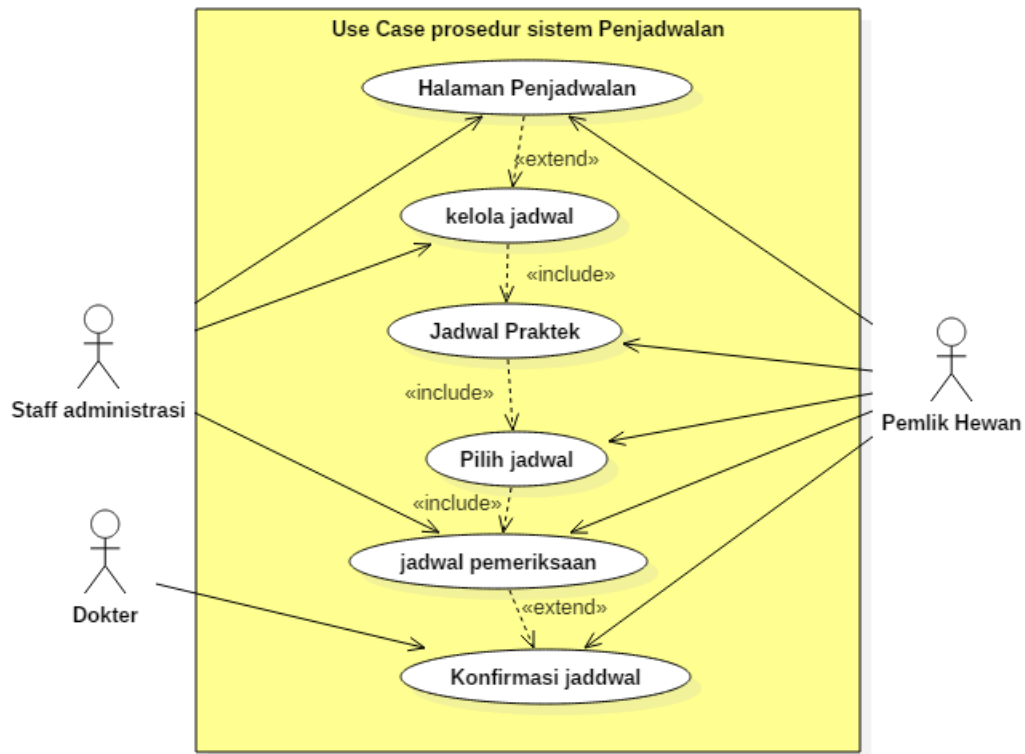 Use Case prosedur sistem Penjadwalan
Halaman Penjadwalan
«extend»
kelola jadwal
«include»
Jadwal Praktek
«include»
Staff administrasi
Pemlik Hewan
Pilih jadwal
«include»
jadwal pemeriksaan
«extend»
Dokter
Konfirmasi jaddwal